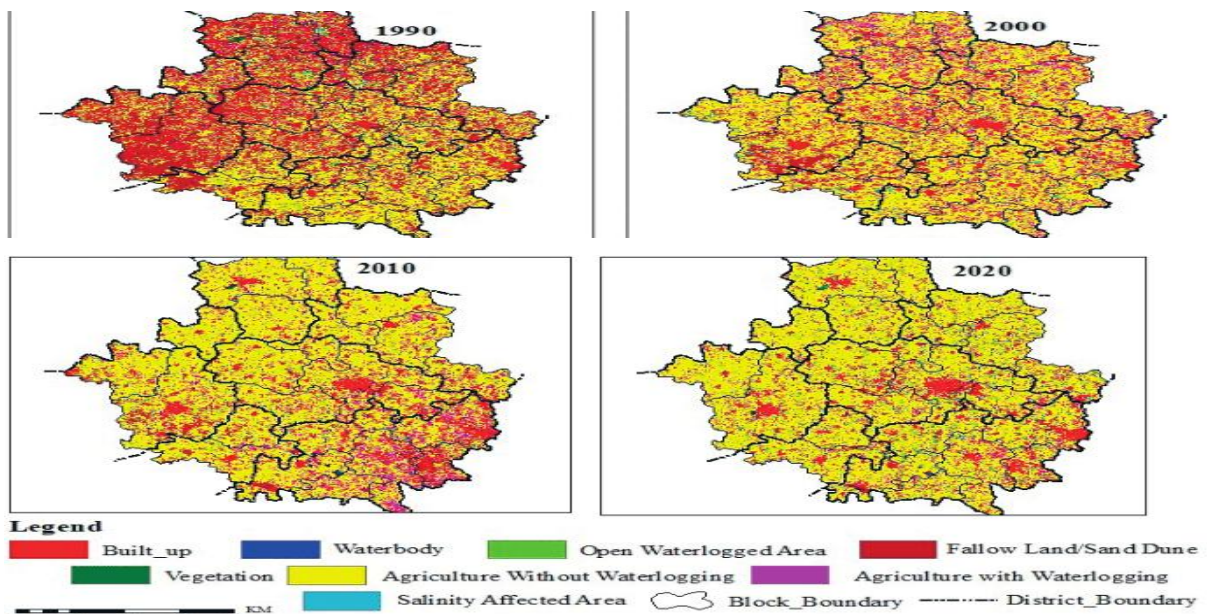 1990
2000
2010
2020
Legend
Built_up Waterbody Open Waterlogged Area Fallow Land/Sand Dune
Vegetation Agriculture Without Waterlogging Agriculture with Waterlogging
KM Salinity Affected Area Block_Boundary District_Boundary